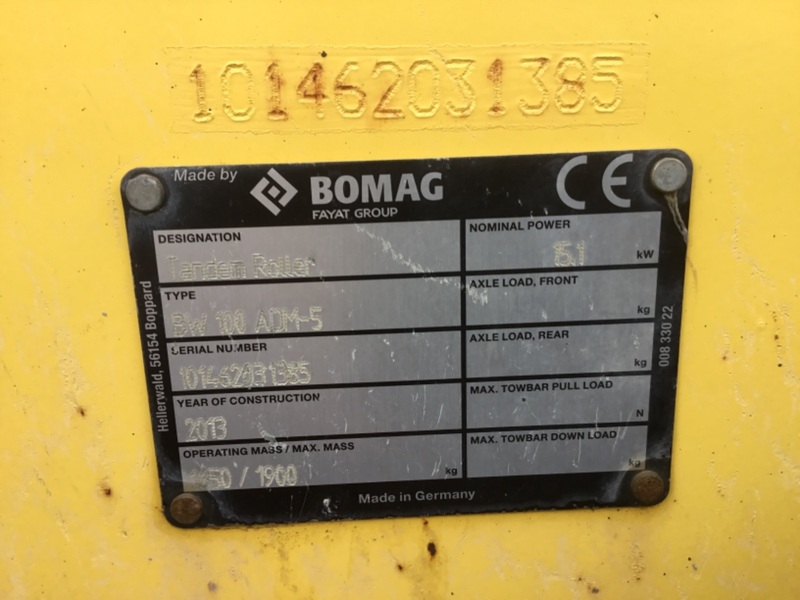 101462031385
Made by BOMAG CE
FAYAT GROUP
DESIGNATION
Tandem Roller
TYPE
BW 100 ADM-5
SERIAL NUMBER
101462031385
YEAR OF CONSTRUCTION
2013
OPERATING MASS / MAX. MASS
/ 1900 kg
NOMINAL POWER
15.1 kW
AXLE LOAD, FRONT
kg
AXLE LOAD, REAR
kg
MAX. TOWBAR PULL LOAD
N
MAX. TOWBAR DOWN LOAD
kg
Made in Germany
Hellerwald, 56154 Boppard
008 330 22